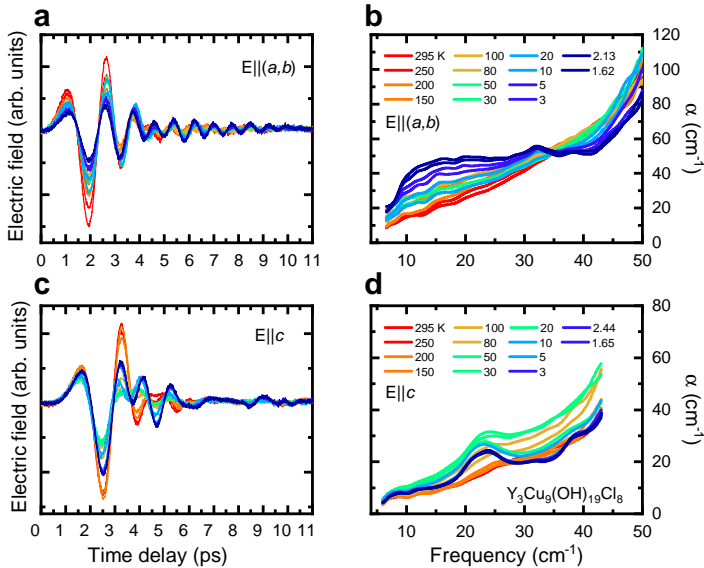 a
E||(a,b)
Electric field (arb. units)
0 1 2 3 4 5 6 7 8 9 10 11
b
295 K 100 20 2.13
250 80 10 1.62
200 50 5
150 30 3
E||(a,b)
120
100
80
60
40
20
0
α (cm⁻¹)
10 20 30 40 50
c
E||c
Electric field (arb. units)
0 1 2 3 4 5 6 7 8 9 10 11
Time delay (ps)
d
295 K 100 20 2.44
250 80 10 1.65
200 50 5
150 30 3
E||c
Y₃Cu₉(OH)₁₉Cl₈
80
60
40
20
0
α (cm⁻¹)
10 20 30 40 50
Frequency (cm⁻¹)